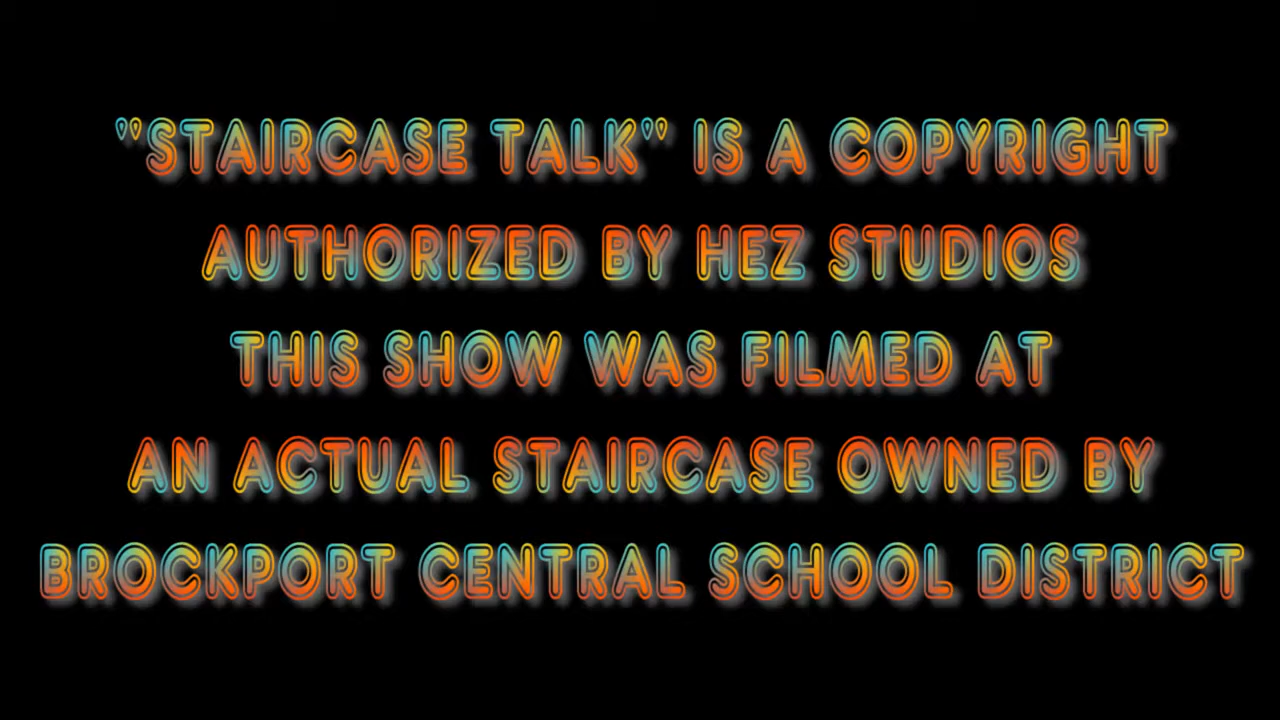 "STAIRCASE TALK" IS A COPYRIGHT
AUTHORIZED BY HEZ STUDIOS
THIS SHOW WAS FILMED AT
AN ACTUAL STAIRCASE OWNED BY
BROCKPORT CENTRAL SCHOOL DISTRICT